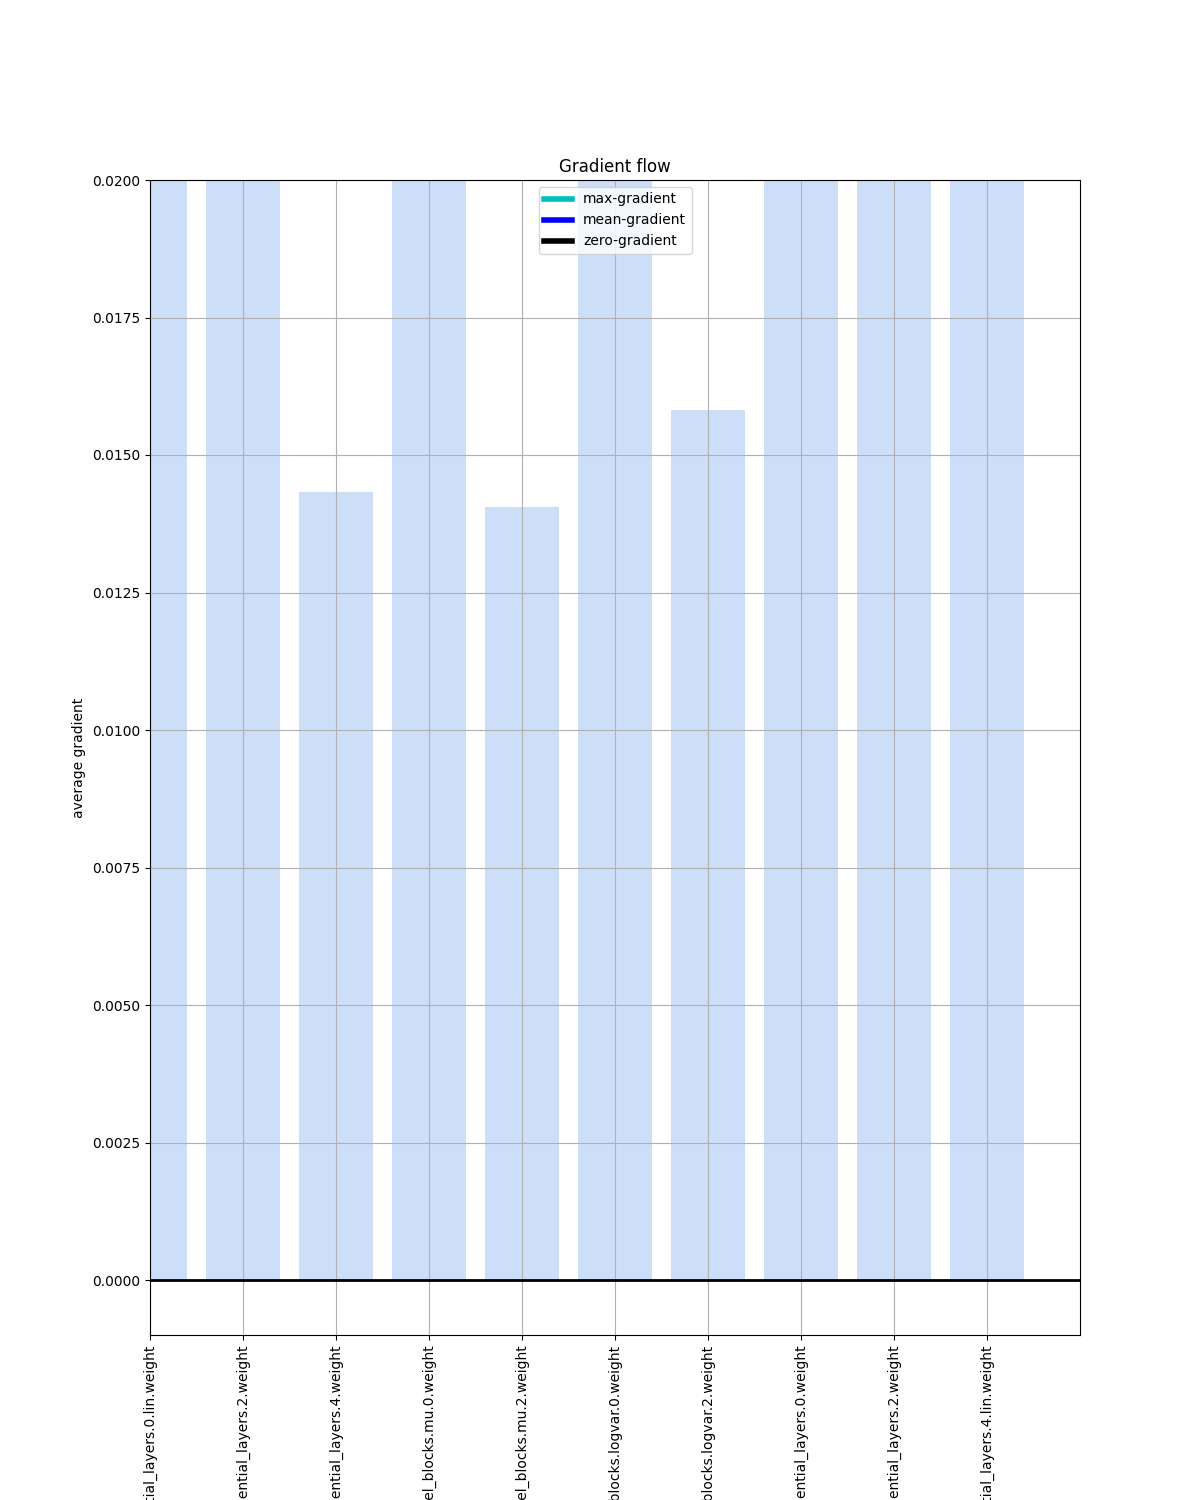 Gradient flow
max-gradient
mean-gradient
zero-gradient
0.0200
0.0175
0.0150
0.0125
0.0100
0.0075
0.0050
0.0025
0.0000
average gradient
tial_layers.0.lin.weight
ential_layers.2.weight
ential_layers.4.weight
el_blocks.mu.0.weight
el_blocks.mu.2.weight
blocks.logvar.0.weight
blocks.logvar.2.weight
ential_layers.0.weight
ential_layers.2.weight
tial_layers.4.lin.weight